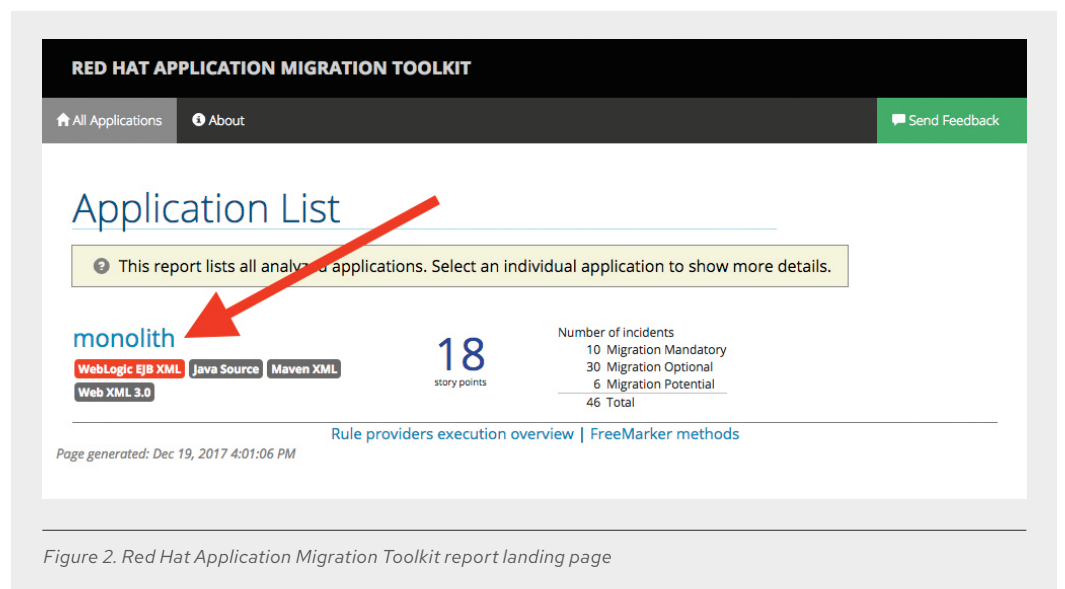 RED HAT APPLICATION MIGRATION TOOLKIT
All Applications About Send Feedback
Application List
This report lists all analyzed applications. Select an individual application to show more details.
monolith
WebLogic EJB XML Java Source Maven XML
Web XML 3.0
18
story points
Number of incidents
10 Migration Mandatory
30 Migration Optional
6 Migration Potential
46 Total
Rule providers execution overview | FreeMarker methods
Page generated: Dec 19, 2017 4:01:06 PM
Figure 2. Red Hat Application Migration Toolkit report landing page